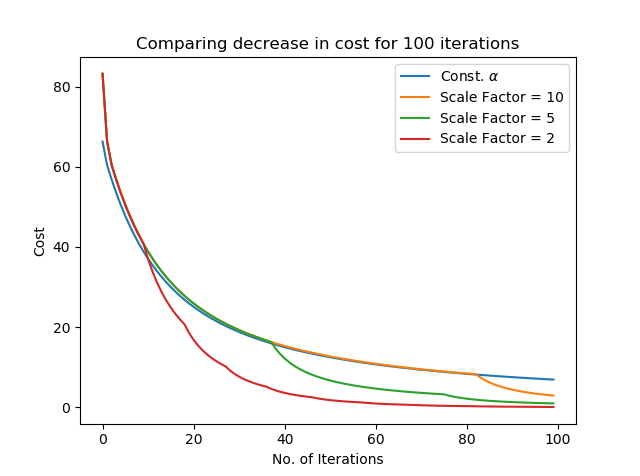 Comparing decrease in cost for 100 iterations
Const. α
Scale Factor = 10
Scale Factor = 5
Scale Factor = 2
80
60
40
20
0
Cost
0 20 40 60 80 100
No. of Iterations